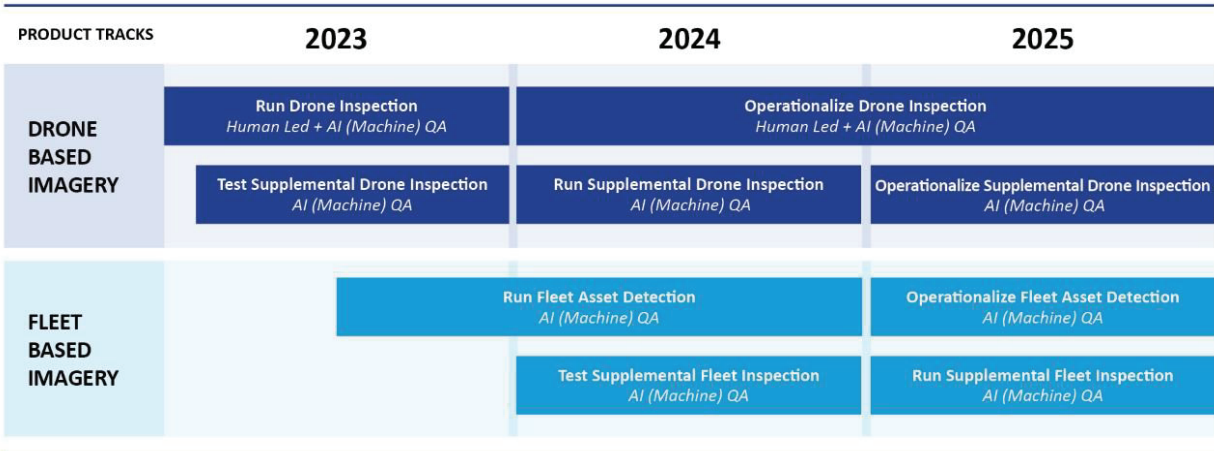 PRODUCT TRACKS
2023
2024
2025
DRONE
BASED
IMAGERY
Run Drone Inspection
Human Led + AI (Machine) QA
Operationalize Drone Inspection
Human Led + AI (Machine) QA
Test Supplemental Drone Inspection
AI (Machine) QA
Run Supplemental Drone Inspection
AI (Machine) QA
Operationalize Supplemental Drone Inspection
AI (Machine) QA
FLEET
BASED
IMAGERY
Run Fleet Asset Detection
AI (Machine) QA
Operationalize Fleet Asset Detection
AI (Machine) QA
Test Supplemental Fleet Inspection
AI (Machine) QA
Run Supplemental Fleet Inspection
AI (Machine) QA